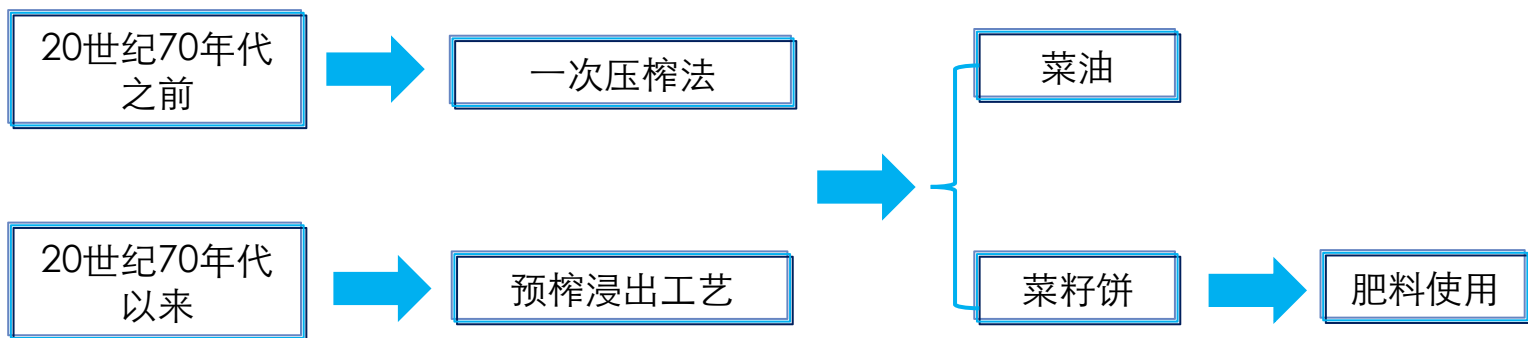 20世纪70年代
之前
一次压榨法
菜油
20世纪70年代
以来
预榨浸出工艺
菜籽饼
肥料使用